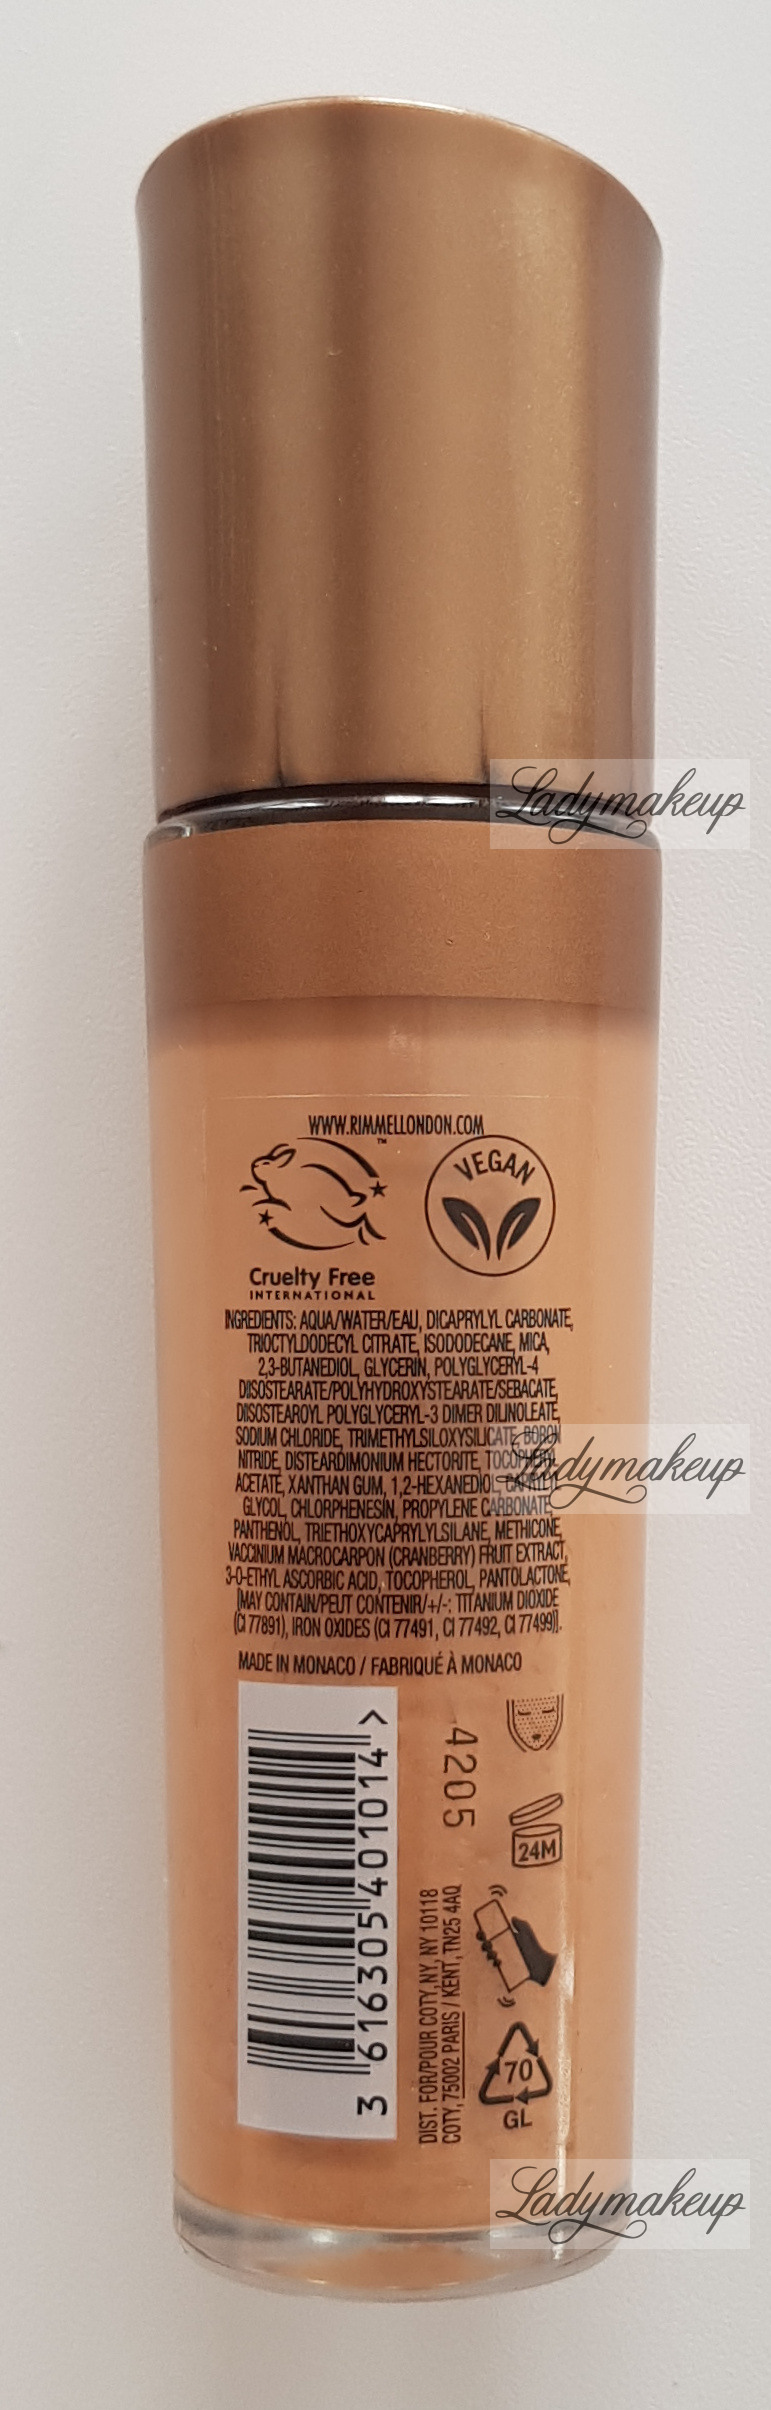 WWW.RIMMELLONDON.COM
TM
VEGAN
Cruelty Free
INTERNATIONAL
INGREDIENTS: AQUA/WATER/EAU, DICAPRYLYL CARBONATE,
TRIOCTYLDODECYL CITRATE, ISODODECANE, MICA,
2,3-BUTANEDIOL, GLYCERIN, POLYGLYCERYL-4
DIISOSTEARATE/POLYHYDROXYSTEARATE/SEBACATE,
DIISOSTEAROYL POLYGLYCERYL-3 DIMER DILINOLEATE,
SODIUM CHLORIDE, TRIMETHYLSILOXYSILICATE, BORON
NITRIDE, DISTEARDIMONIUM HECTORITE, TOCOPHERYL
ACETATE, XANTHAN GUM, 1,2-HEXANEDIOL, CAPRYLYL
GLYCOL, CHLORPHENESIN, PROPYLENE CARBONATE,
PANTHENOL, TRIETHOXYCAPRYLYLSILANE, METHICONE,
VACCINIUM MACROCARPON (CRANBERRY) FRUIT EXTRACT,
3-O-ETHYL ASCORBIC ACID, TOCOPHEROL, PANTOLACTONE,
[MAY CONTAIN/PEUT CONTENIR/+/-: TITANIUM DIOXIDE
(CI 77891), IRON OXIDES (CI 77491, CI 77492, CI 77499)].
MADE IN MONACO / FABRIQUÉ À MONACO
3 616305 401014 >
4205
24M
DIST. FOR/POUR COTY, NY, NY 10118
COTY, 75002 PARIS / KENT, TN25 4AQ
70
GL
Ladymakeup
Ladymakeup
Ladymakeup